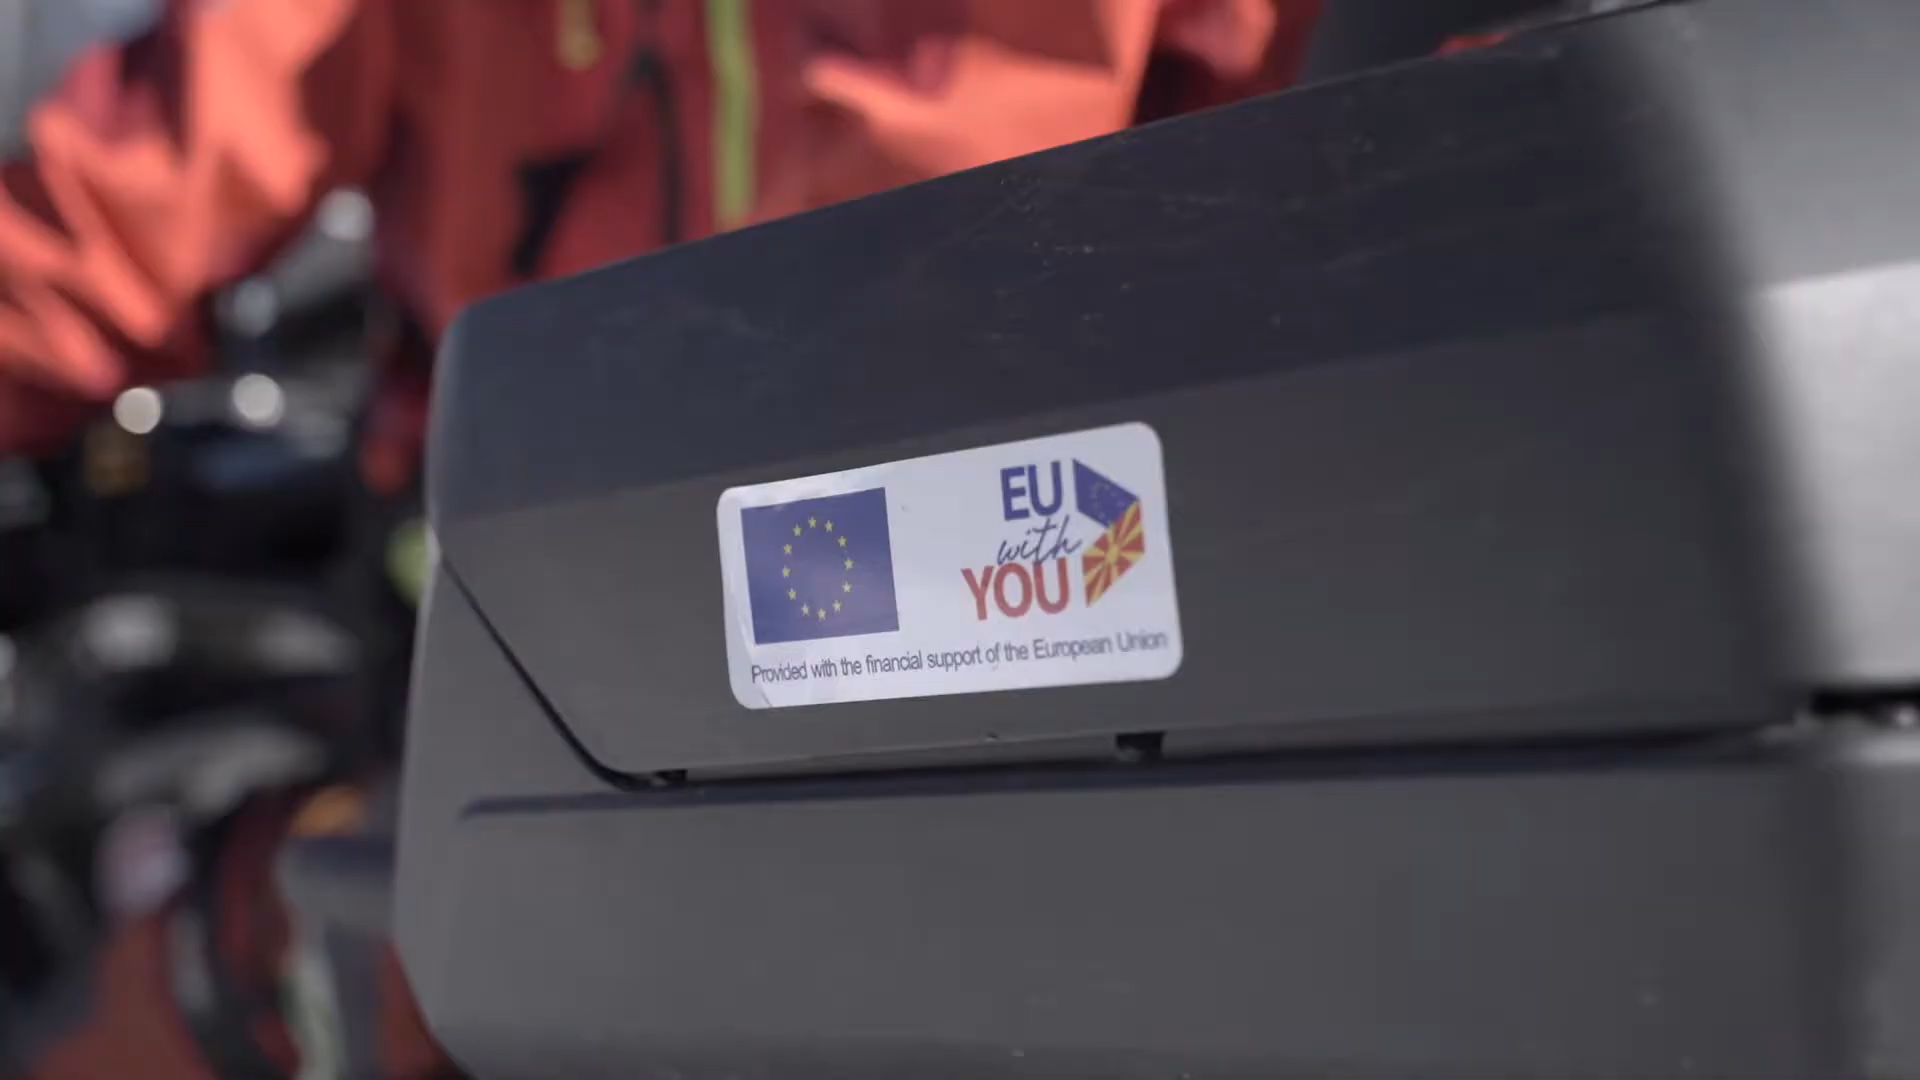 EU
with
YOU
Provided with the financial support of the European Union